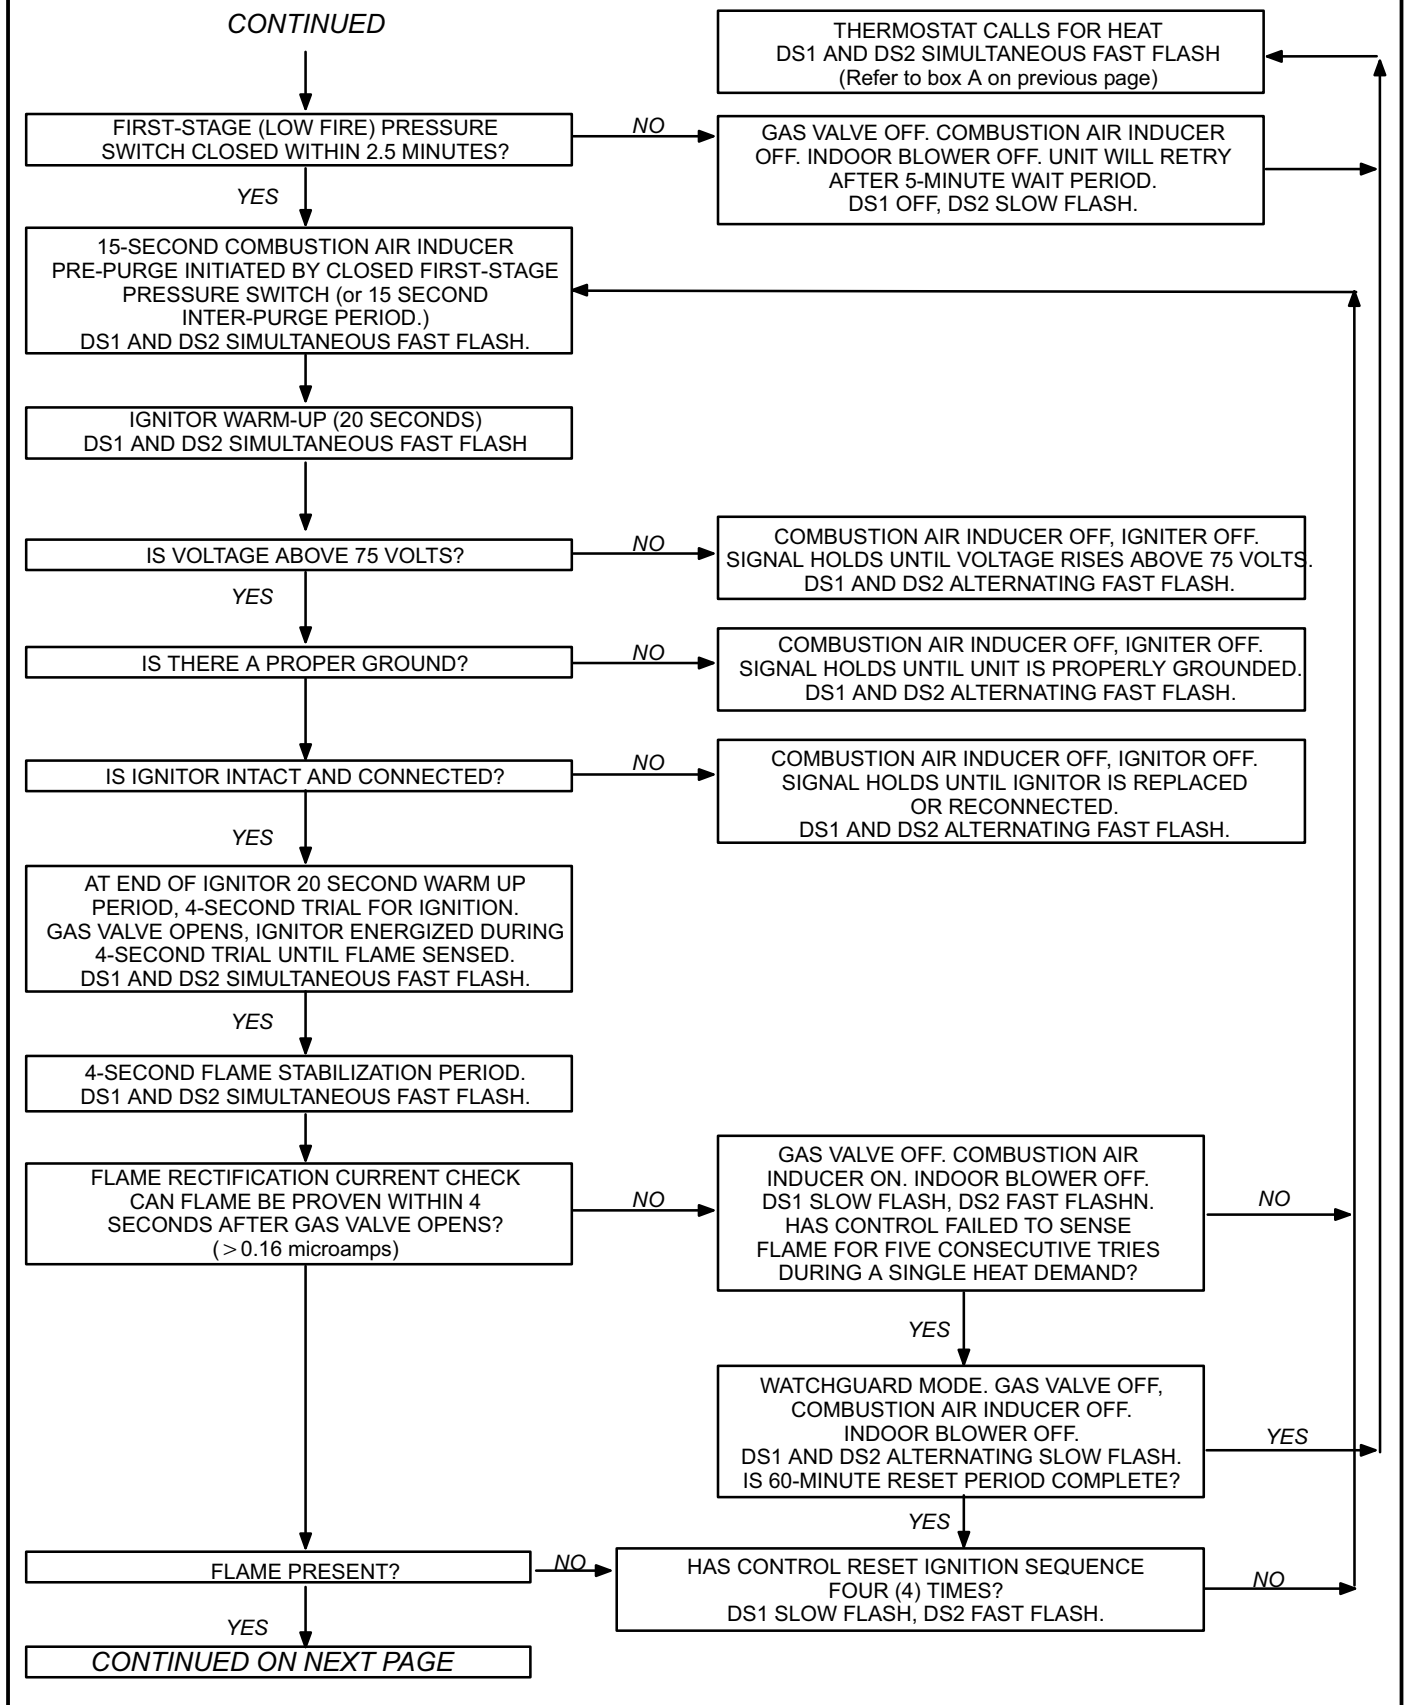 CONTINUED
THERMOSTAT CALLS FOR HEAT
DS1 AND DS2 SIMULTANEOUS FAST FLASH
(Refer to box A on previous page)
FIRST-STAGE (LOW FIRE) PRESSURE
SWITCH CLOSED WITHIN 2.5 MINUTES?
NO
GAS VALVE OFF. COMBUSTION AIR INDUCER
OFF. INDOOR BLOWER OFF. UNIT WILL RETRY
AFTER 5-MINUTE WAIT PERIOD.
DS1 OFF, DS2 SLOW FLASH.
YES
15-SECOND COMBUSTION AIR INDUCER
PRE-PURGE INITIATED BY CLOSED FIRST-STAGE
PRESSURE SWITCH (or 15 SECOND
INTER-PURGE PERIOD.)
DS1 AND DS2 SIMULTANEOUS FAST FLASH.
IGNITOR WARM-UP (20 SECONDS)
DS1 AND DS2 SIMULTANEOUS FAST FLASH
IS VOLTAGE ABOVE 75 VOLTS?
NO
COMBUSTION AIR INDUCER OFF, IGNITER OFF.
SIGNAL HOLDS UNTIL VOLTAGE RISES ABOVE 75 VOLTS.
DS1 AND DS2 ALTERNATING FAST FLASH.
YES
IS THERE A PROPER GROUND?
NO
COMBUSTION AIR INDUCER OFF, IGNITER OFF.
SIGNAL HOLDS UNTIL UNIT IS PROPERLY GROUNDED.
DS1 AND DS2 ALTERNATING FAST FLASH.
IS IGNITOR INTACT AND CONNECTED?
NO
COMBUSTION AIR INDUCER OFF, IGNITOR OFF.
SIGNAL HOLDS UNTIL IGNITOR IS REPLACED
OR RECONNECTED.
DS1 AND DS2 ALTERNATING FAST FLASH.
YES
AT END OF IGNITOR 20 SECOND WARM UP
PERIOD, 4-SECOND TRIAL FOR IGNITION.
GAS VALVE OPENS, IGNITOR ENERGIZED DURING
4-SECOND TRIAL UNTIL FLAME SENSED.
DS1 AND DS2 SIMULTANEOUS FAST FLASH.
YES
4-SECOND FLAME STABILIZATION PERIOD.
DS1 AND DS2 SIMULTANEOUS FAST FLASH.
FLAME RECTIFICATION CURRENT CHECK
CAN FLAME BE PROVEN WITHIN 4
SECONDS AFTER GAS VALVE OPENS?
(>0.16 microamps)
NO
GAS VALVE OFF. COMBUSTION AIR
INDUCER ON. INDOOR BLOWER OFF.
DS1 SLOW FLASH, DS2 FAST FLASHN.
HAS CONTROL FAILED TO SENSE
FLAME FOR FIVE CONSECUTIVE TRIES
DURING A SINGLE HEAT DEMAND?
NO
YES
WATCHGUARD MODE. GAS VALVE OFF,
COMBUSTION AIR INDUCER OFF.
INDOOR BLOWER OFF.
DS1 AND DS2 ALTERNATING SLOW FLASH.
IS 60-MINUTE RESET PERIOD COMPLETE?
YES
YES
FLAME PRESENT?
NO
HAS CONTROL RESET IGNITION SEQUENCE
FOUR (4) TIMES?
DS1 SLOW FLASH, DS2 FAST FLASH.
NO
YES
CONTINUED ON NEXT PAGE